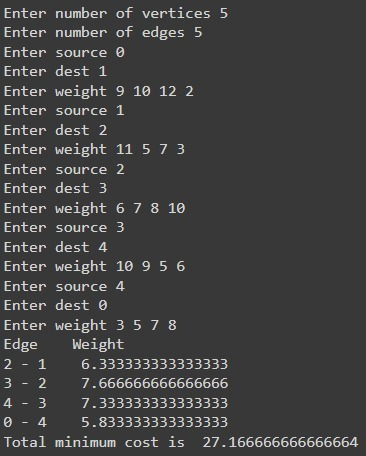 Enter number of vertices 5
Enter number of edges 5
Enter source 0
Enter dest 1
Enter weight 9 10 12 2
Enter source 1
Enter dest 2
Enter weight 11 5 7 3
Enter source 2
Enter dest 3
Enter weight 6 7 8 10
Enter source 3
Enter dest 4
Enter weight 10 9 5 6
Enter source 4
Enter dest 0
Enter weight 3 5 7 8
Edge    Weight
2 - 1    6.333333333333333
3 - 2    7.666666666666666
4 - 3    7.333333333333333
0 - 4    5.833333333333333
Total minimum cost is  27.166666666666664